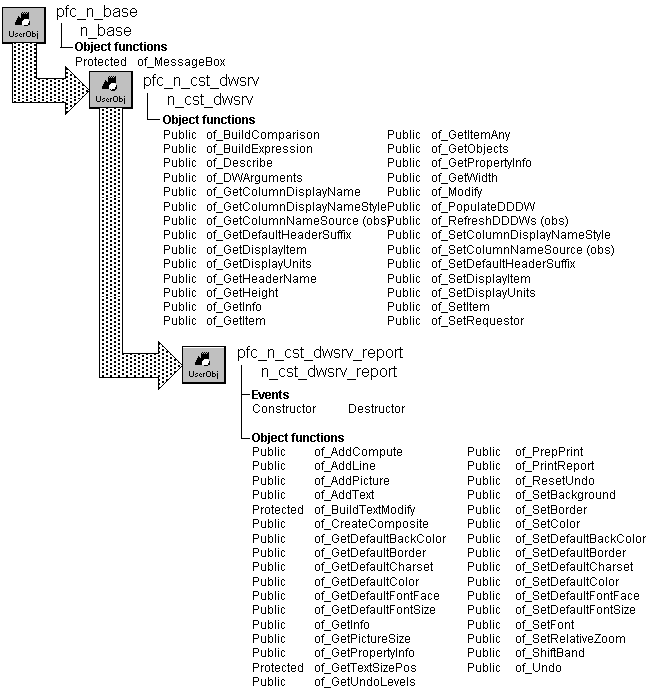 pfc_n_base
n_base
UserObj
Object functions
Protected of_MessageBox
pfc_n_cst_dwsrv
UserObj
n_cst_dwsrv
Object functions
Public of_BuildComparison Public of_GetItemAny
Public of_BuildExpression Public of_GetObjects
Public of_Describe Public of_GetPropertyInfo
Public of_DWArguments Public of_GetWidth
Public of_GetColumnDisplayName Public of_Modify
Public of_GetColumnDisplayNameStyle Public of_PopulateDDDW
Public of_GetColumnNameSource (obs) Public of_RefreshDDDWs (obs)
Public of_GetDefaultHeaderSuffix Public of_SetColumnDisplayNameStyle
Public of_GetDisplayItem Public of_SetColumnNameSource (obs)
Public of_GetDisplayUnits Public of_SetDefaultHeaderSuffix
Public of_GetHeaderName Public of_SetDisplayItem
Public of_GetHeight Public of_SetDisplayUnits
Public of_GetInfo Public of_SetItem
Public of_GetItem Public of_SetRequestor
pfc_n_cst_dwsrv_report
UserObj
n_cst_dwsrv_report
Events
Constructor Destructor
Object functions
Public of_AddCompute Public of_PrepPrint
Public of_AddLine Public of_PrintReport
Public of_AddPicture Public of_ResetUndo
Public of_AddText Public of_SetBackground
Protected of_BuildTextModify Public of_SetBorder
Public of_CreateComposite Public of_SetColor
Public of_GetDefaultBackColor Public of_SetDefaultBackColor
Public of_GetDefaultBorder Public of_SetDefaultBorder
Public of_GetDefaultCharset Public of_SetDefaultCharset
Public of_GetDefaultColor Public of_SetDefaultColor
Public of_GetDefaultFontFace Public of_SetDefaultFontFace
Public of_GetDefaultFontSize Public of_SetDefaultFontSize
Public of_GetInfo Public of_SetFont
Public of_GetPictureSize Public of_SetRelativeZoom
Public of_GetPropertyInfo Public of_ShiftBand
Protected of_GetTextSizePos Public of_Undo
Public of_GetUndoLevels